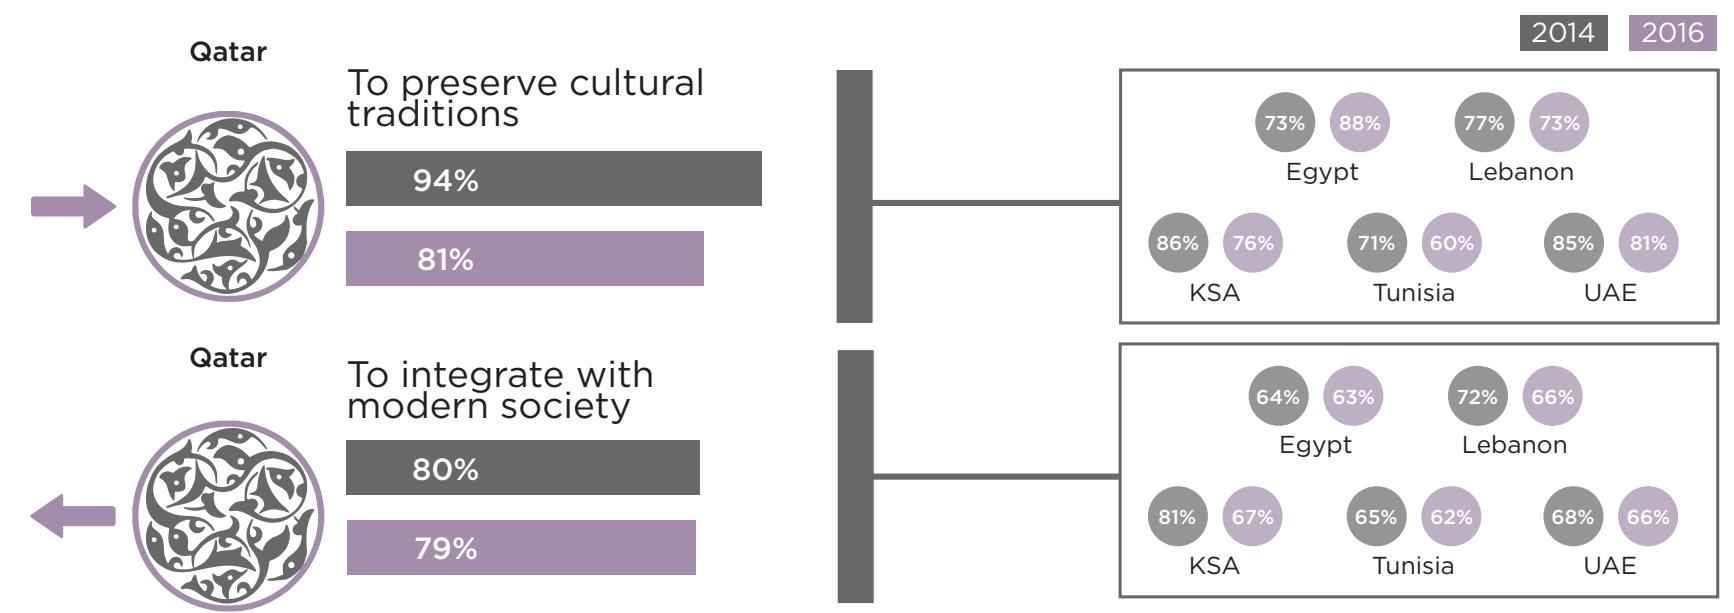 2014 2016
Qatar
To preserve cultural
traditions
94%
81%
73% 88% 77% 73%
Egypt Lebanon
86% 76% 71% 60% 85% 81%
KSA Tunisia UAE
Qatar
To integrate with
modern society
80%
79%
64% 63% 72% 66%
Egypt Lebanon
81% 67% 65% 62% 68% 66%
KSA Tunisia UAE